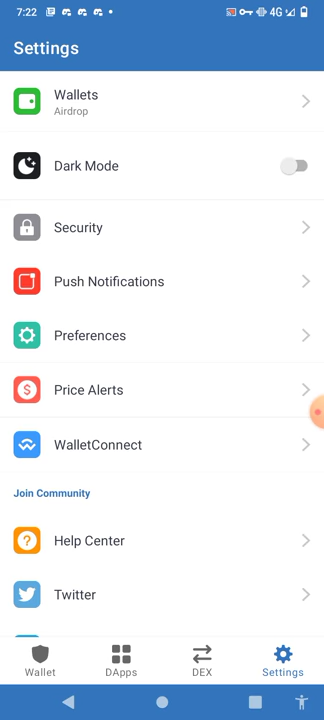 7:22
4G
Settings
Wallets
Airdrop
Dark Mode
Security
Push Notifications
Preferences
Price Alerts
WalletConnect
Join Community
Help Center
Twitter
Wallet
DApps
DEX
Settings